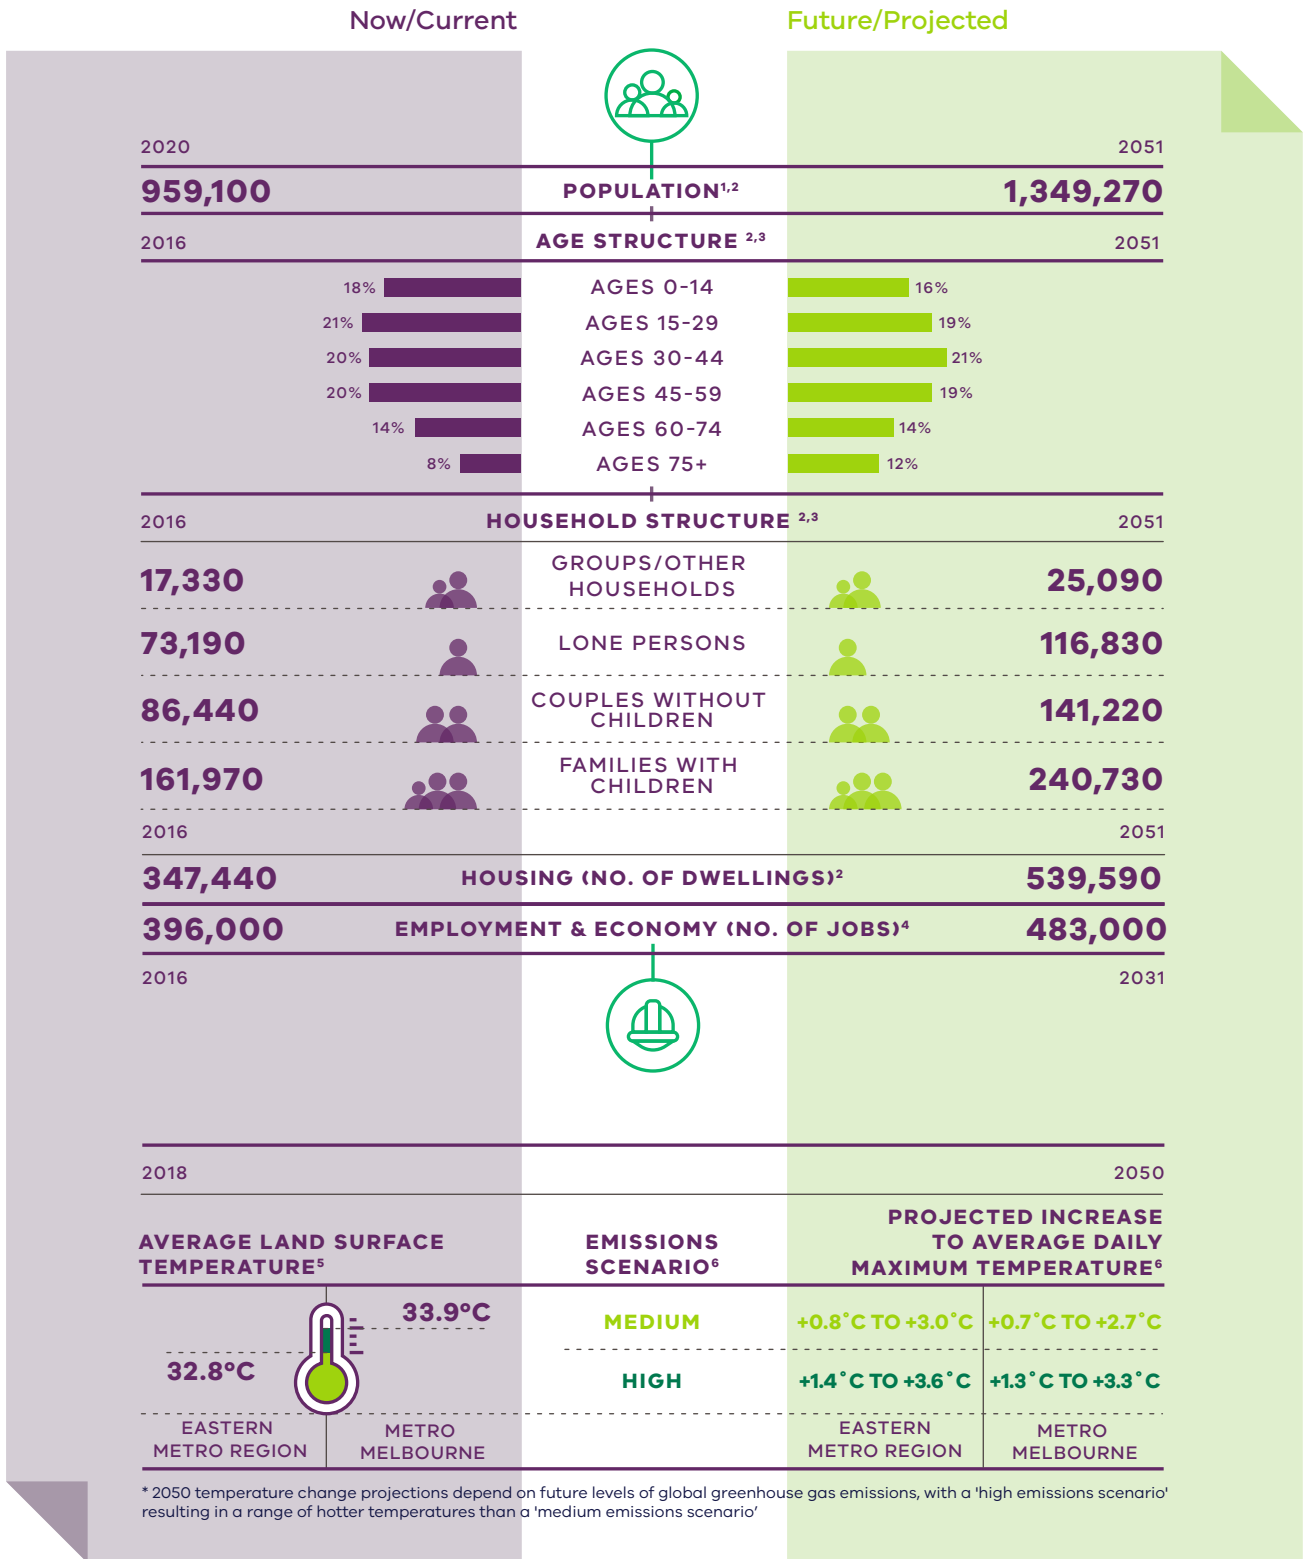 Now/Current Future/Projected
2020 2051
959,100 POPULATION1,2 1,349,270
2016 AGE STRUCTURE 2,3 2051
18% AGES 0-14 16%
21% AGES 15-29 19%
20% AGES 30-44 21%
20% AGES 45-59 19%
14% AGES 60-74 14%
8% AGES 75+ 12%
2016 HOUSEHOLD STRUCTURE 2,3 2051
17,330 GROUPS/OTHER HOUSEHOLDS 25,090
73,190 LONE PERSONS 116,830
86,440 COUPLES WITHOUT CHILDREN 141,220
161,970 FAMILIES WITH CHILDREN 240,730
2016 2051
347,440 HOUSING (NO. OF DWELLINGS)2 539,590
396,000 EMPLOYMENT & ECONOMY (NO. OF JOBS)4 483,000
2016 2031
2018 2050
AVERAGE LAND SURFACE
TEMPERATURE5
EMISSIONS
SCENARIO6
PROJECTED INCREASE
TO AVERAGE DAILY
MAXIMUM TEMPERATURE6
33.9°C
32.8°C
EASTERN
METRO REGION
METRO
MELBOURNE
MEDIUM +0.8°C TO +3.0°C +0.7°C TO +2.7°C
HIGH +1.4°C TO +3.6°C +1.3°C TO +3.3°C
EASTERN
METRO REGION
METRO
MELBOURNE
* 2050 temperature change projections depend on future levels of global greenhouse gas emissions, with a 'high emissions scenario'
resulting in a range of hotter temperatures than a 'medium emissions scenario'